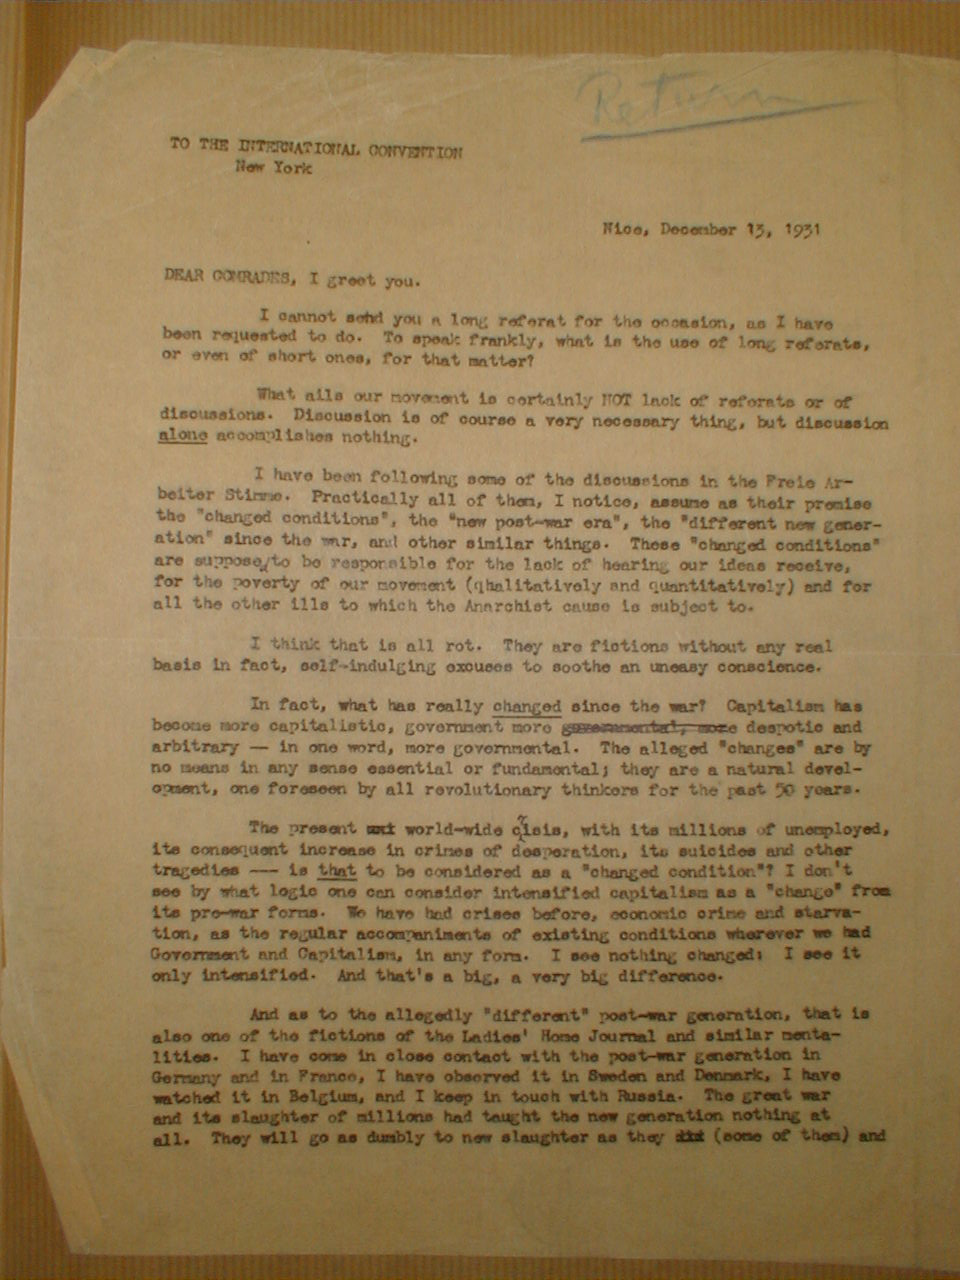 Return
TO THE INTERNATIONAL CONVENTION
New York
Nice, December 13, 1931
DEAR COMRADES, I greet you.
I cannot send you a long referat for the occasion, as I have
been requested to do. To speak frankly, what is the use of long referats,
or even of short ones, for that matter?
What ails our movement is certainly NOT lack of referats or of
discussions. Discussion is of course a very necessary thing, but discussion
alone accomplishes nothing.
I have been following some of the discussions in the Freie Ar-
beiter Stimme. Practically all of them, I notice, assume as their premise
the "changed conditions", the "new post-war era", the "different new gener-
ation" since the war, and other similar things. These "changed conditions"
are supposed to be responsible for the lack of hearing our ideas receive,
for the poverty of our movement (qhalitatively and quantitatively) and for
all the other ills to which the Anarchist cause is subject to.
I think that is all rot. They are fictions without any real
basis in fact, self-indulging excuses to soothe an uneasy conscience.
In fact, what has really changed since the war? Capitalism has
become more capitalistic, government more governmental, more despotic and
arbitrary — in one word, more governmental. The alleged "changes" are by
no means in any sense essential or fundamental; they are a natural devel-
opment, one foreseen by all revolutionary thinkers for the past 50 years.
The present world-wide crisis, with its millions of unemployed,
its consequent increase in crimes of desperation, its suicides and other
tragedies --- is that to be considered as a "changed condition"? I don't
see by what logic one can consider intensified capitalism as a "change" from
its pre-war forms. We have had crises before, economic crime and starva-
tion, as the regular accompaniments of existing conditions wherever we had
Government and Capitalism, in any form. I see nothing changed: I see it
only intensified. And that's a big, a very big difference.
And as to the allegedly "different" post-war generation, that is
also one of the fictions of the Ladies' Home Journal and similar menta-
lities. I have come in close contact with the post-war generation in
Germany and in France, I have observed it in Sweden and Denmark, I have
watched it in Belgium, and I keep in touch with Russia. The great war
and its slaughter of millions had taught the new generation nothing at
all. They will go as dumbly to new slaughter as they did (some of them) and